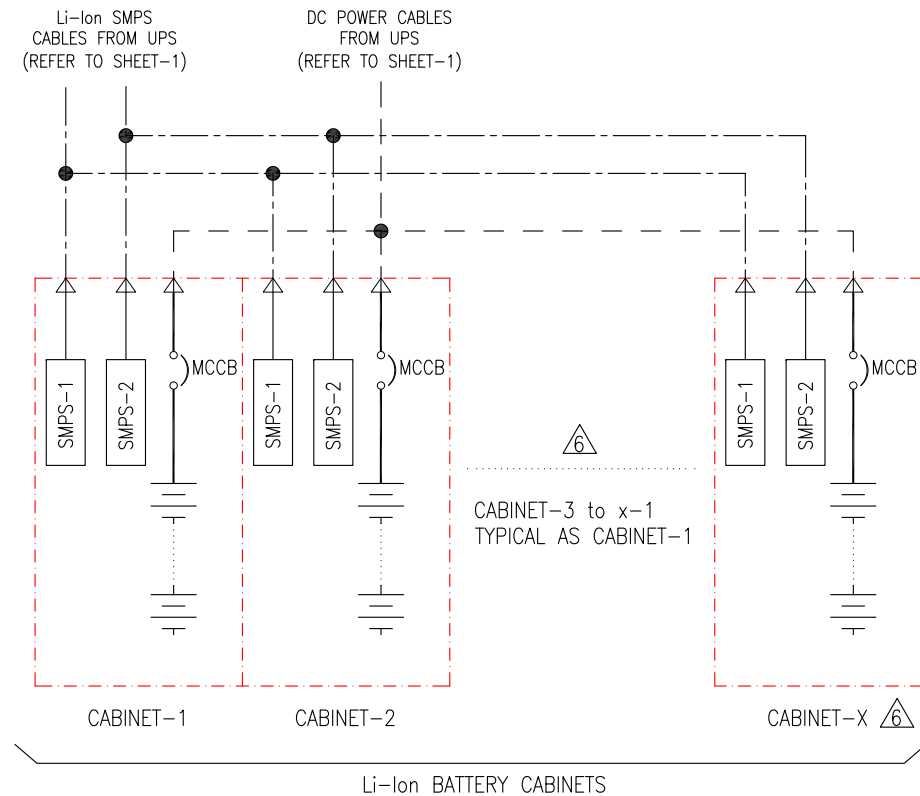 Li-Ion SMPS
CABLES FROM UPS
(REFER TO SHEET-1)
DC POWER CABLES
FROM UPS
(REFER TO SHEET-1)
SMPS-1
SMPS-2
MCCB
SMPS-1
SMPS-2
MCCB
SMPS-1
SMPS-2
MCCB
6
CABINET-3 to x-1
TYPICAL AS CABINET-1
CABINET-1
CABINET-2
CABINET-X
6
Li-Ion BATTERY CABINETS